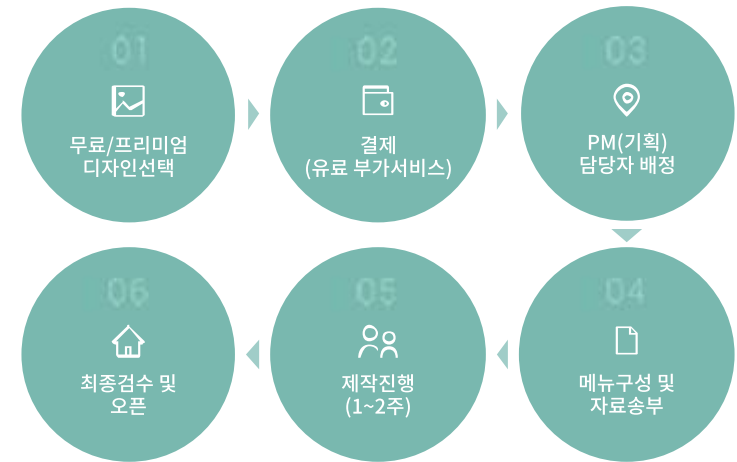 01
무료/프리미엄
디자인선택
02
결제
(유료 부가서비스)
03
PM(기획)
담당자 배정
04
메뉴구성 및
자료송부
05
제작진행
(1~2주)
06
최종검수 및
오픈